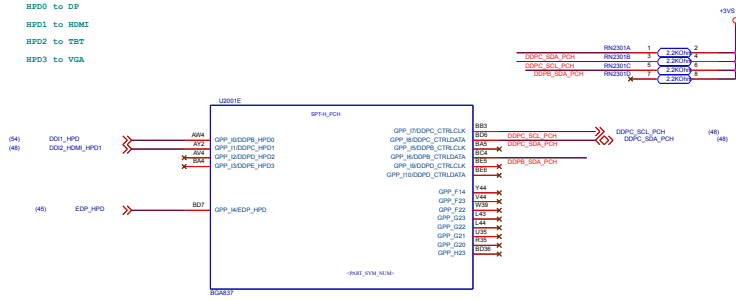 HPD0 to DP
HPD1 to HDMI
HPD2 to TBT
HPD3 to VGA
+3VS
RN2301A 1 2.2KOhm 2
DDPC_SDA_PCH RN2301B 3 2.2KOhm 4
DDPC_SCL_PCH RN2301C 5 2.2KOhm 6
DDPB_SDA_PCH RN2301D 7 2.2KOhm 8
U2001E
SPT-H_PCH
(54) DDI1_HPD AW4 GPP_I0/DDPB_HPD0
(48) DDI2_HDMI_HPD1 AY2 GPP_I1/DDPC_HPD1
AV4 GPP_I2/DDPD_HPD2
BA4 GPP_I3/DDPE_HPD3
(45) EDP_HPD BD7 GPP_I4/EDP_HPD
GPP_I7/DDPC_CTRLCLK BB3 DDPC_SCL_PCH (48)
GPP_I8/DDPC_CTRLDATA BD6 DDPC_SCL_PCH DDPC_SDA_PCH (48)
GPP_I5/DDPB_CTRLCLK BA5 DDPC_SDA_PCH
GPP_I6/DDPB_CTRLDATA BC4
GPP_I9/DDPD_CTRLCLK BE5 DDPB_SDA_PCH
GPP_I10/DDPD_CTRLDATA BE6
GPP_F14 Y44
GPP_F23 V44
GPP_F22 W39
GPP_G23 L43
GPP_G22 L44
GPP_G21 U35
GPP_G20 R35
GPP_H23 BD36
<PART_SYM_NUM>
BGA837